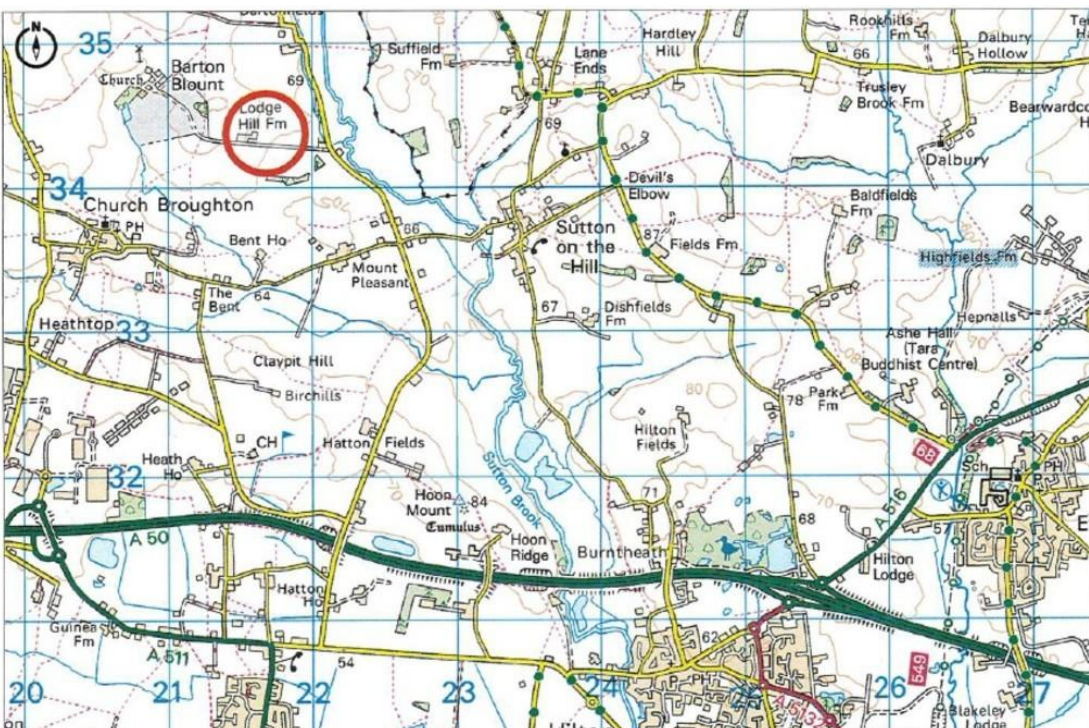 N
35
Suffield
Fm
Lane
Ends
Hardley
Hill
Rookhills
Fm
66
Dalbury
Hollow
Barton
Blount
Church
69
Lodge
Hill Fm
69
Trusley
Brook Fm
Dalbury
34
Church Broughton
PH
Devil's
Elbow
Baldfields
Fm
Bent Ho
66
Sutton
on the
Hill
87
Fields Fm
Highfields Fm
Mount
Pleasant
The
Bent
64
67
Dishfields
Fm
Heathtop
33
Hepnalls
Ashe Hall
(Tara
Buddhist Centre)
Claypit Hill
Birchills
80
Park
Fm
78
Hilton
Fields
CH
Hatton Fields
68
Heath
Ho
32
Sch
PH
70
Hoon
Mount
84
Cumulus
Sutton Brook
71
70
68
A 516
57
A 50
Hoon
Ridge
Burntheath
Hilton
Lodge
Hatton
Ho
Guinea
Fm
A 511
54
62
549
20
21
22
23
24
25
26
27
PH
A 5132
Blakeley
Lodge